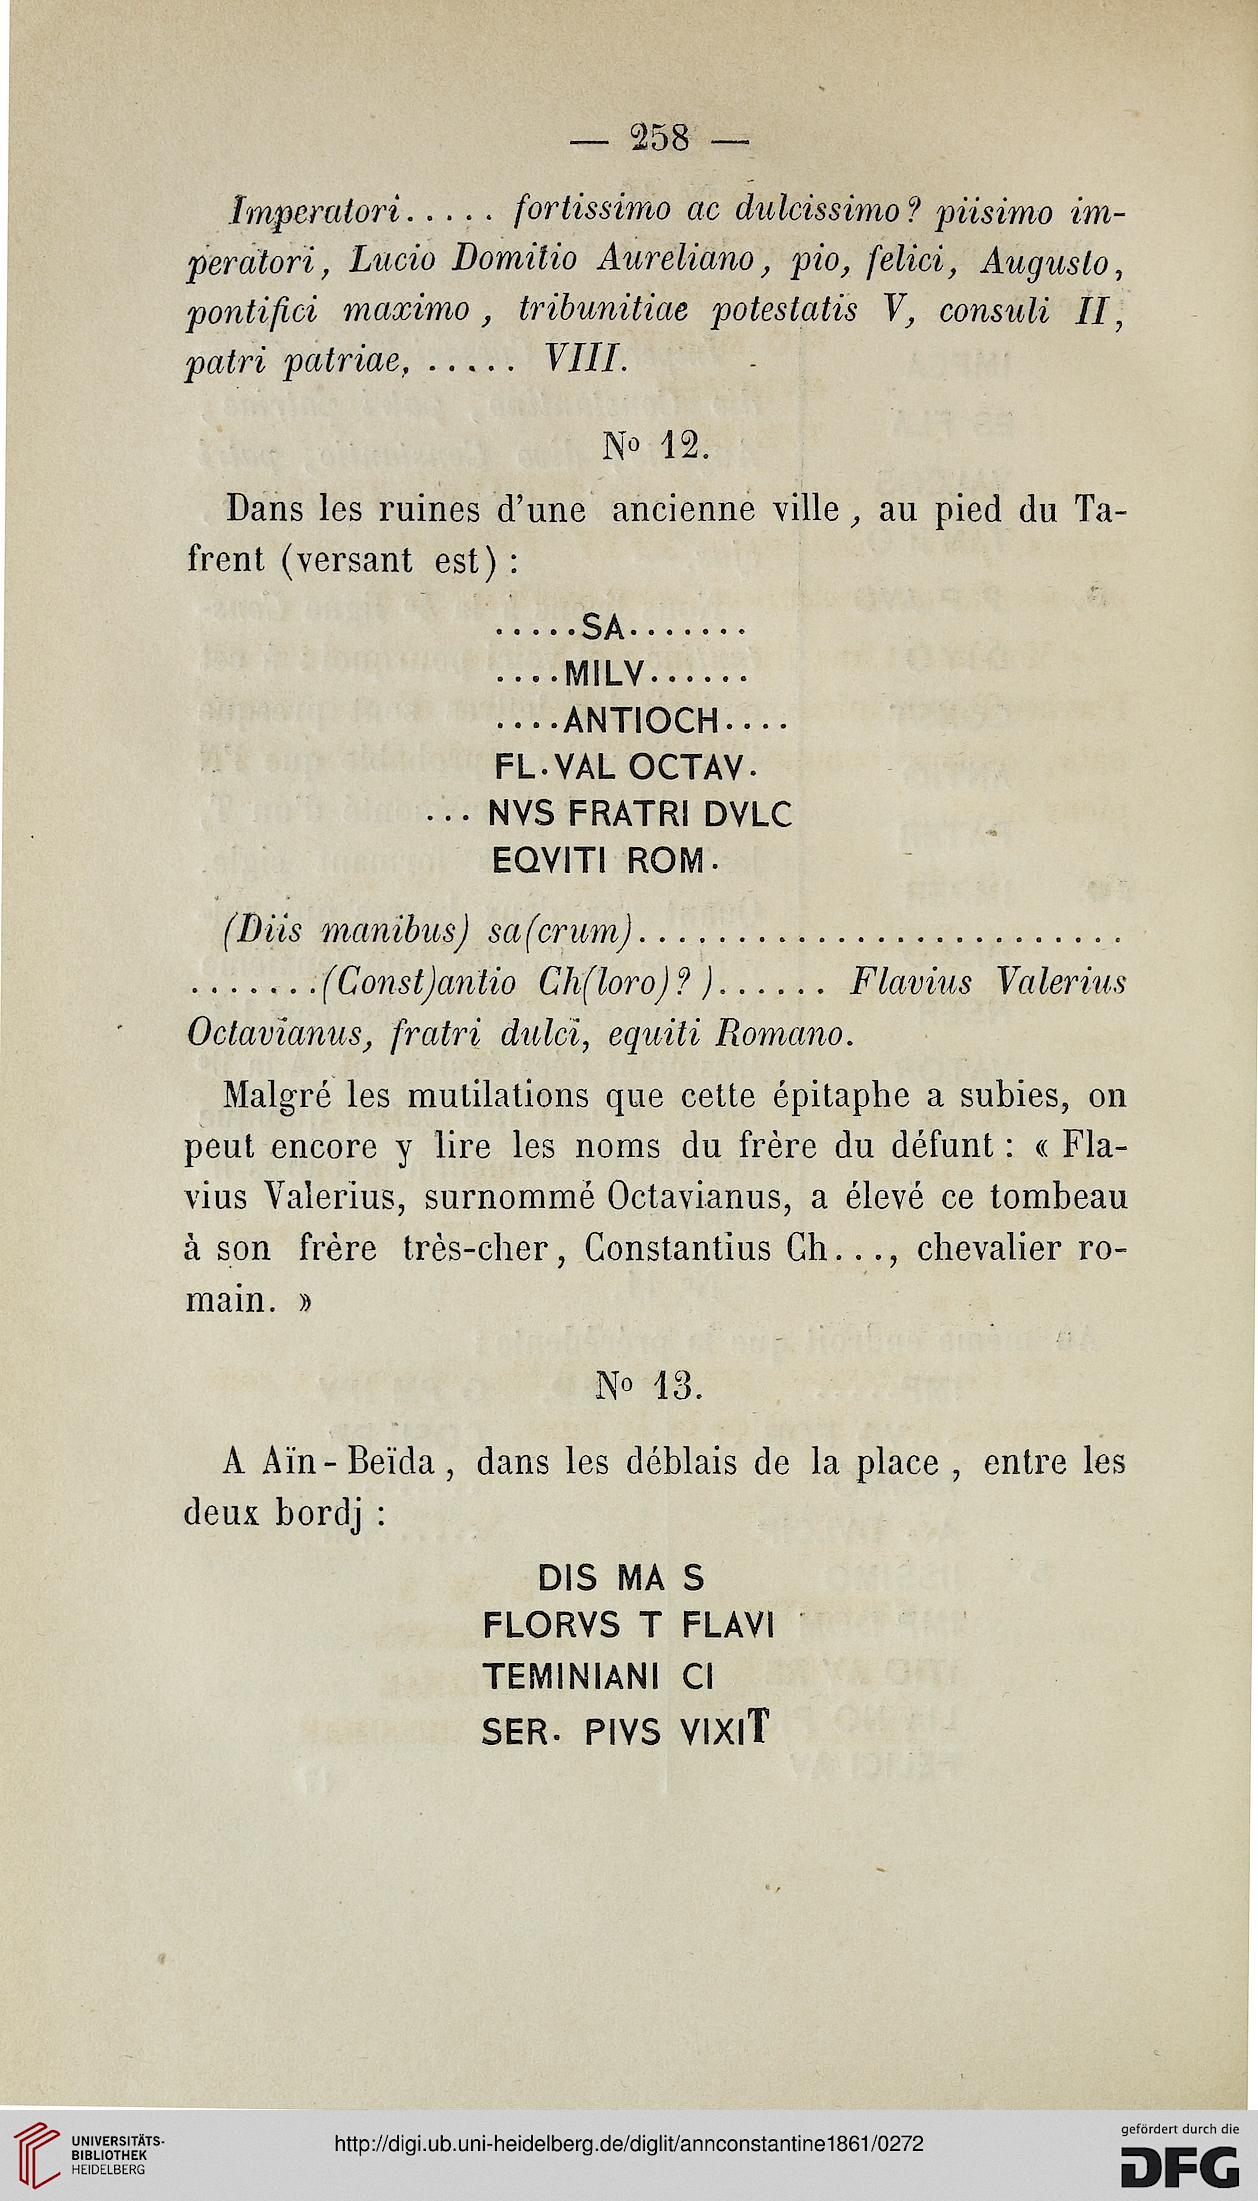 — 258 —
Imperatori..... fortissimo ac dulcissimo? piisimo im-
peratori, Lucio Domitio Aureliano, pio, felici, Augusto,
pontifici maximo, tribunitiae potestatis V, consuli II,
patri patriae, ..... VIII.
No 12.
Dans les ruines d'une ancienne ville, au pied du Ta-
frent (versant est) :
.....SA.......
....MILV......
....ANTIOCH....
FL.VAL OCTAV.
... NVS FRATRI DVLC
EQVITI ROM.
(Diis manibus) sa(crum).........................
.......(Const)antio Ch(loro)?)...... Flavius Valerius
Octavianus, fratri dulci, equiti Romano.
Malgré les mutilations que cette épitaphe a subies, on
peut encore y lire les noms du frère du défunt : « Fla-
vius Valerius, surnommé Octavianus, a élevé ce tombeau
à son frère très-cher, Constantius Ch..., chevalier ro-
main. »
No 13.
A Aïn-Beïda, dans les déblais de la place, entre les
deux bordj :
DIS MA S
FLORVS T FLAVI
TEMINIANI CI
SER. PIVS VIXIT
UNIVERSITÄTS-
BIBLIOTHEK
HEIDELBERG
http://digi.ub.uni-heidelberg.de/diglit/annconstantine1861/0272
gefördert durch die
DFG